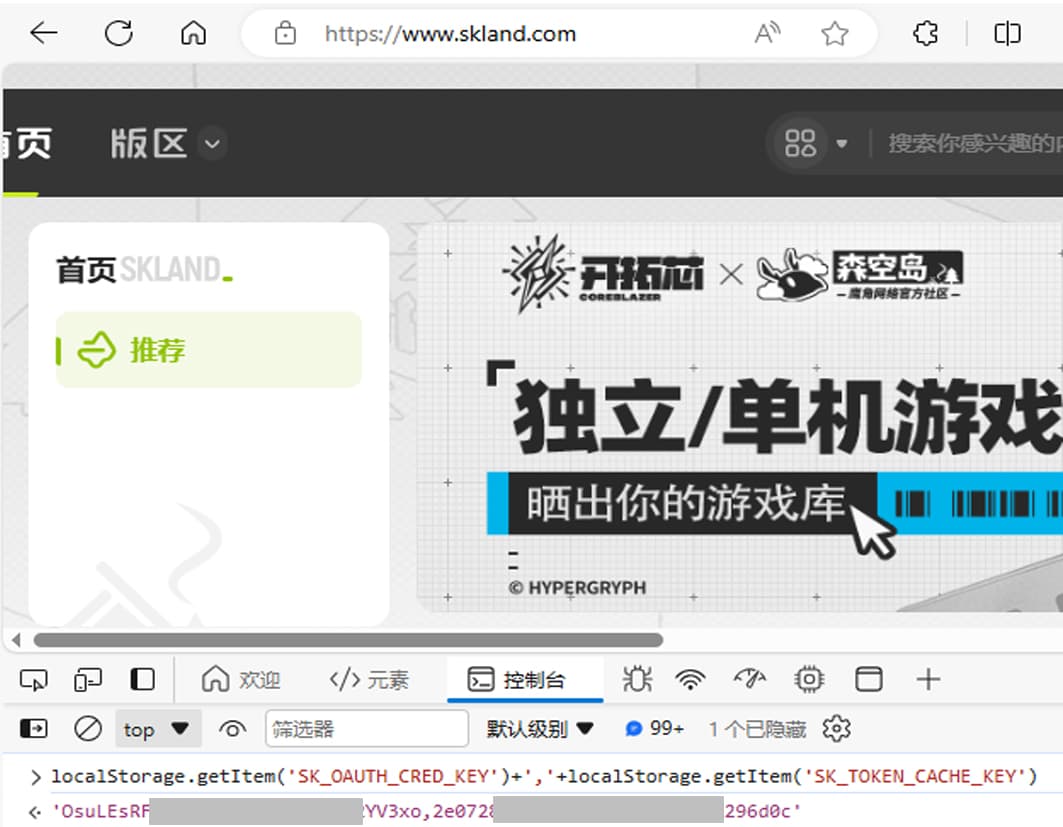 https://www.skland.com
首页
版区
搜索你感兴趣的内
首页 SKLAND
推荐
开拓芯
COREBLAZER
森空岛
鹰角网络官方社区
独立/单机游戏
晒出你的游戏库
© HYPERGRYPH
欢迎
</> 元素
控制台
top
筛选器
默认级别
99+
1 个已隐藏
> localStorage.getItem('SK_OAUTH_CRED_KEY')+','+localStorage.getItem('SK_TOKEN_CACHE_KEY')
'OsuLEsRF YV3xo,2e0728 296d0c'